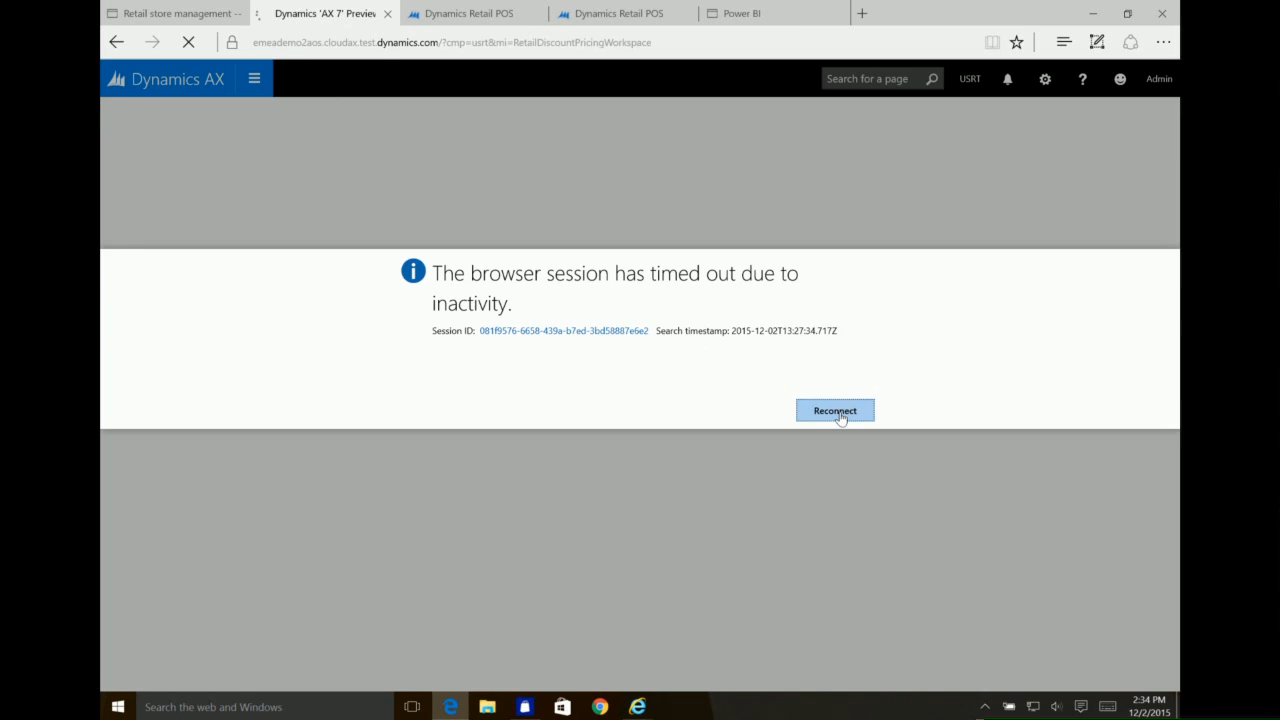 Retail store management --
Dynamics 'AX 7' Preview
Dynamics Retail POS
Dynamics Retail POS
Power BI
emeademo2aos.cloudax.test.dynamics.com/?cmp=usrt&mi=RetailDiscountPricingWorkspace
Dynamics AX
Search for a page
USRT
Admin
The browser session has timed out due to
inactivity.
Session ID: 081f9576-6658-439a-b7ed-3bd58887e6e2 Search timestamp: 2015-12-02T13:27:34.717Z
Reconnect
Search the web and Windows
2:34 PM
12/2/2015